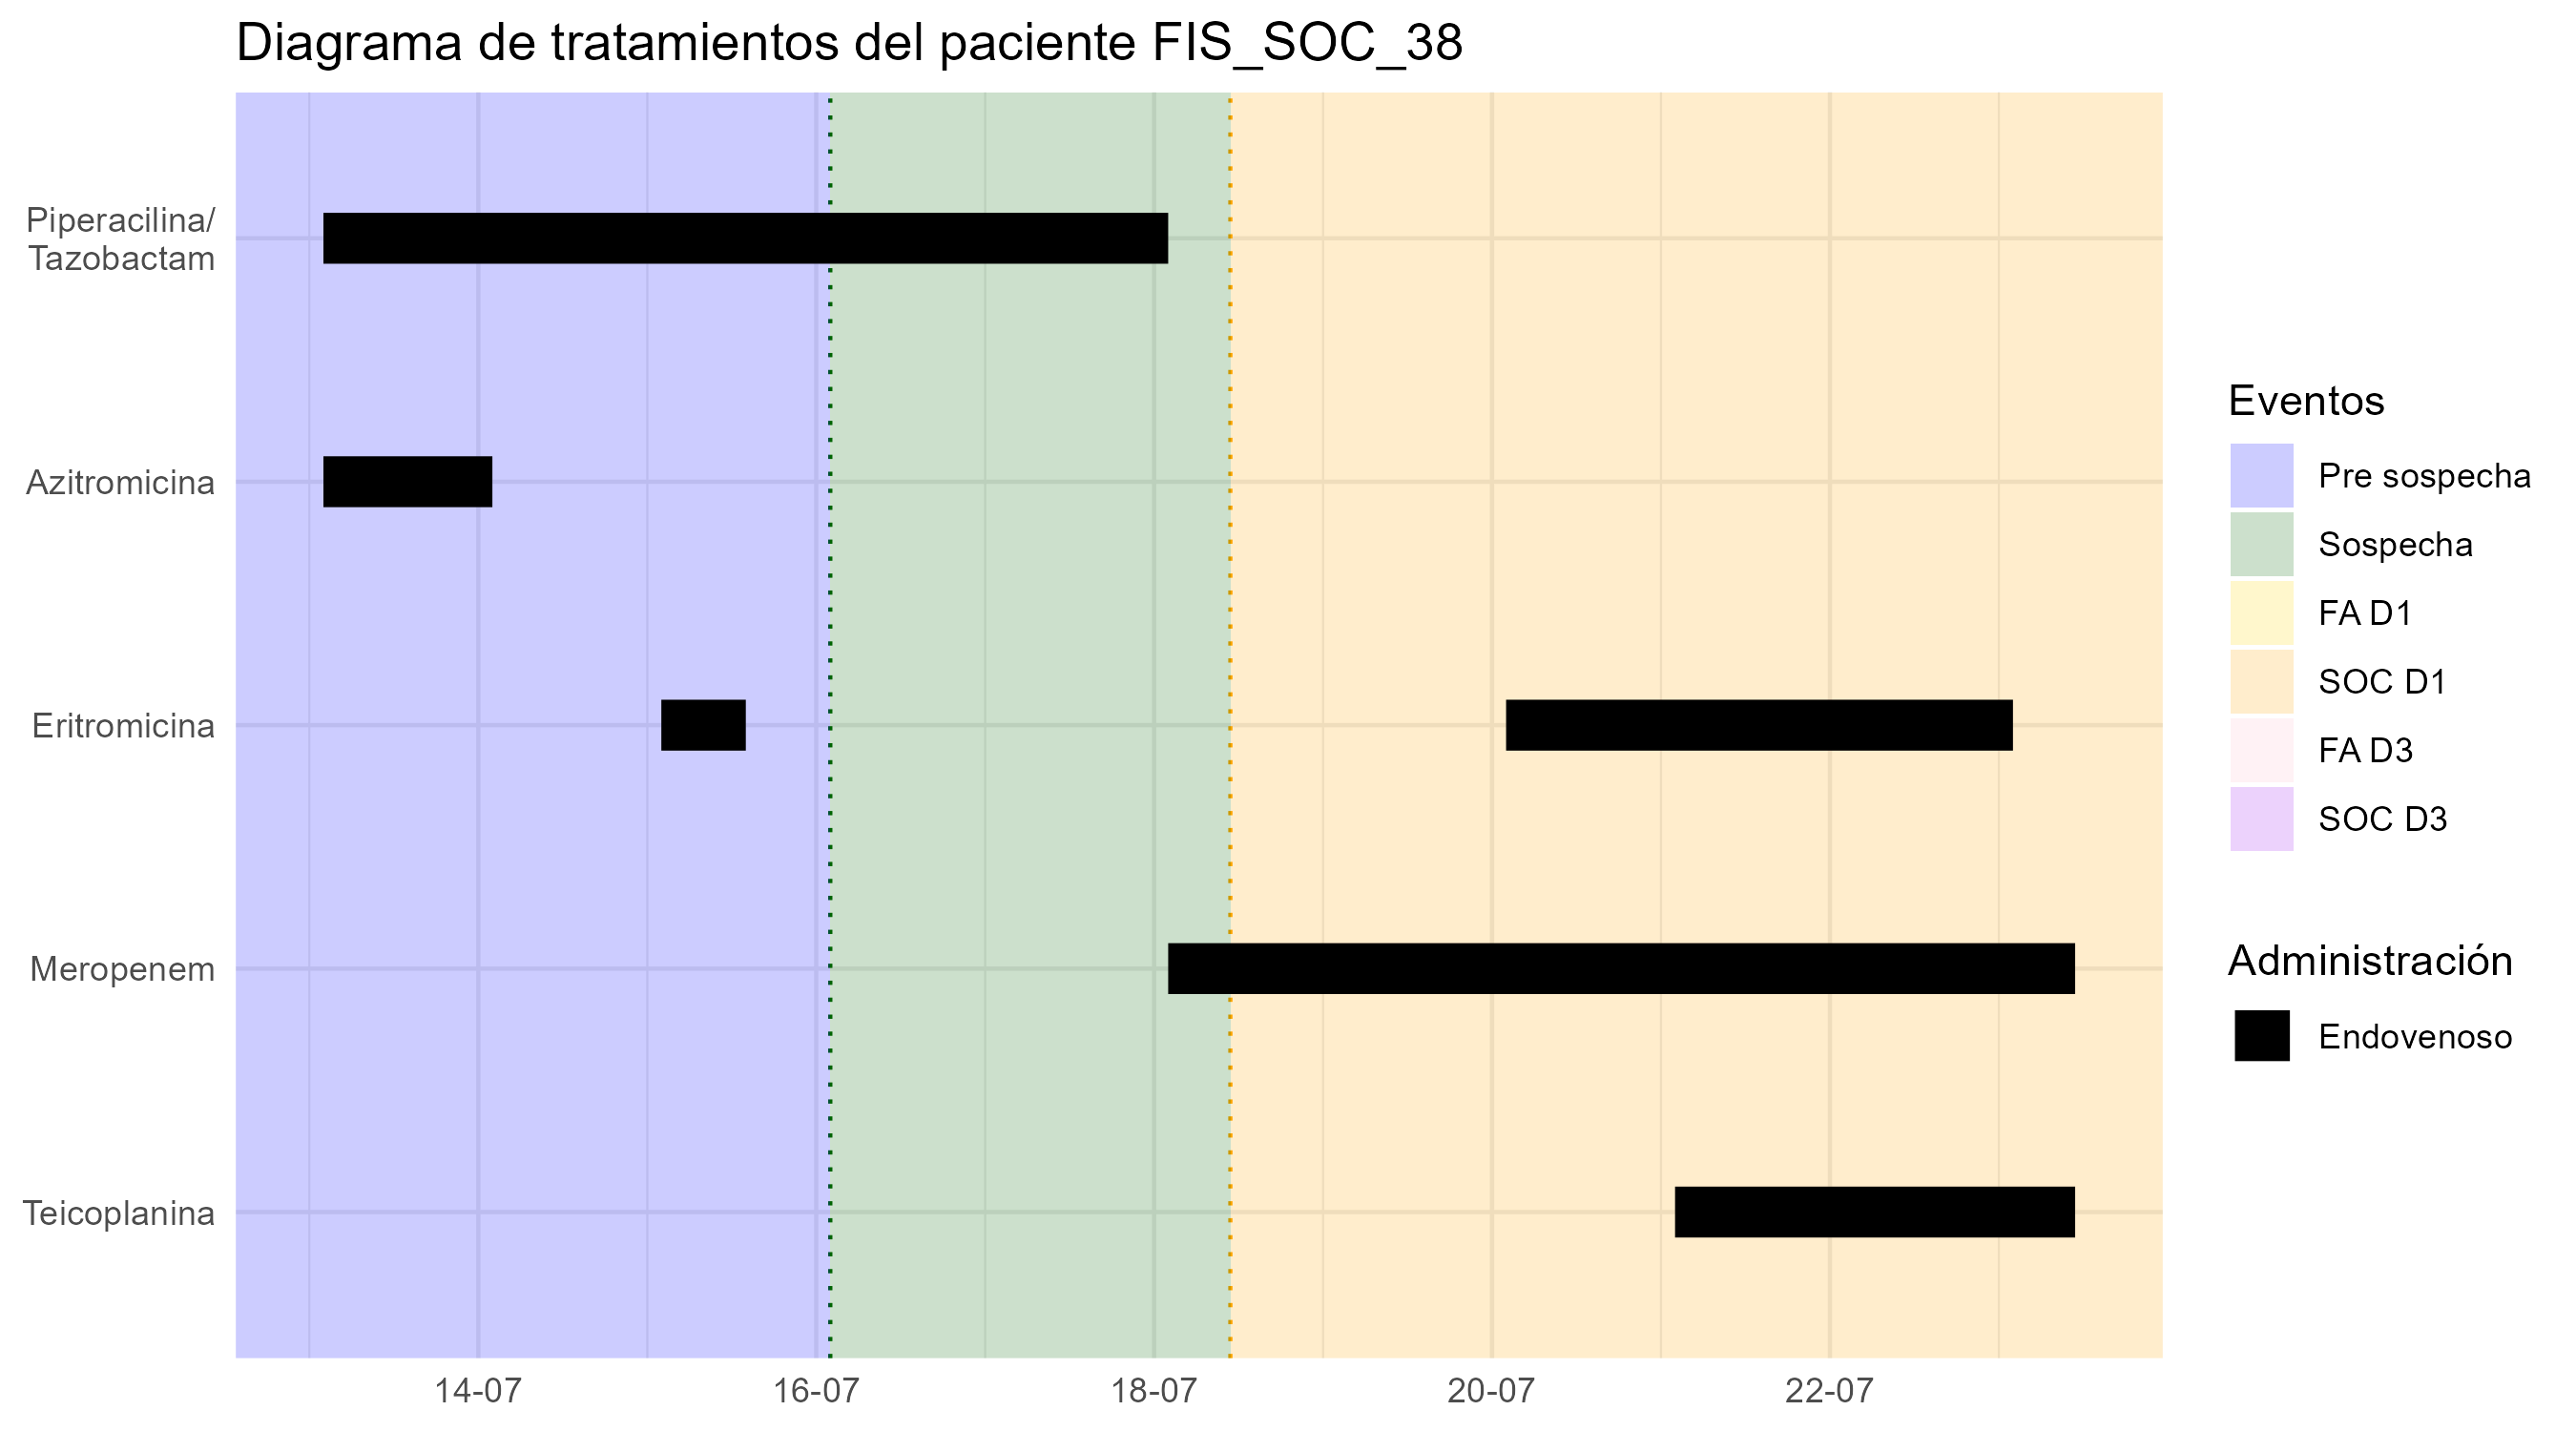 Diagrama de tratamientos del paciente FIS_SOC_38
Piperacilina/
Tazobactam
Azitromicina
Eritromicina
Meropenem
Teicoplanina
14-07
16-07
18-07
20-07
22-07
Eventos
Pre sospecha
Sospecha
FA D1
SOC D1
FA D3
SOC D3
Administración
Endovenoso